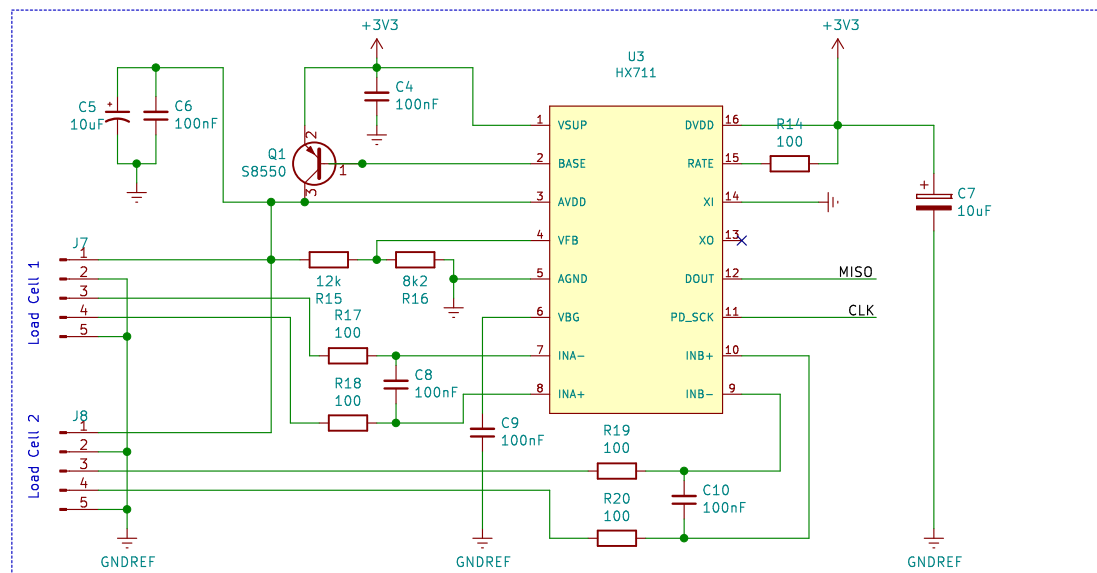 +3V3
+3V3
U3
HX711
C5
10uF
C6
100nF
C4
100nF
Q1
S8550
2
1
3
1
VSUP
2
BASE
3
AVDD
4
VFB
5
AGND
6
VBG
7
INA-
8
INA+
DVDD
16
RATE
15
XI
14
XO
13
DOUT
12
PD_SCK
11
INB+
10
INB-
9
R14
100
+
C7
10uF
MISO
CLK
Load Cell 1
J7
1
2
3
4
5
12k
R15
8k2
R16
R17
100
R18
100
C8
100nF
C9
100nF
Load Cell 2
J8
1
2
3
4
5
R19
100
R20
100
C10
100nF
GNDREF
GNDREF
GNDREF